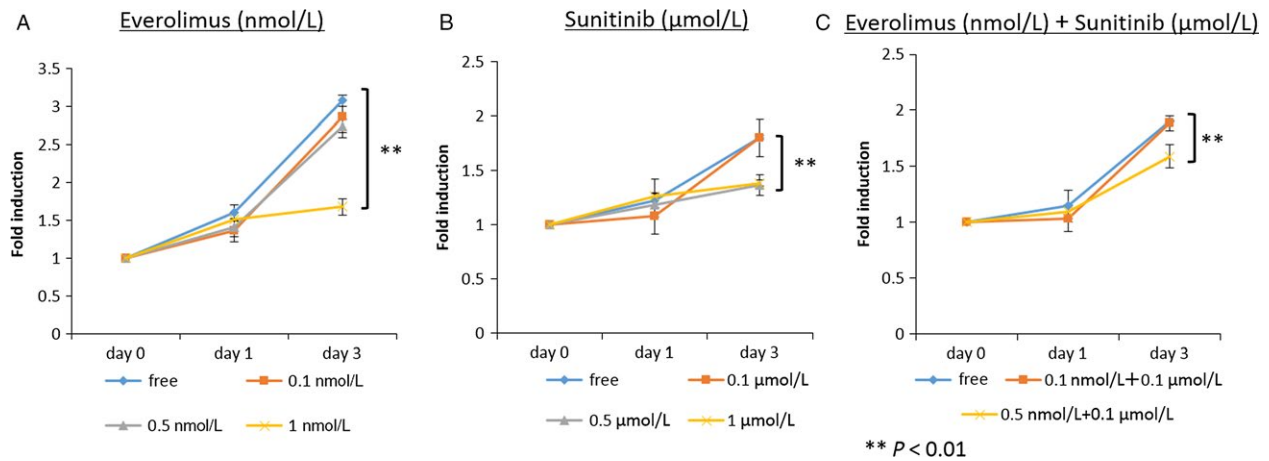 A
Everolimus (nmol/L)
3.5
3
2.5
2
1.5
1
0.5
0
Fold induction
**
day 0
day 1
day 3
free
0.1 nmol/L
0.5 nmol/L
1 nmol/L
B
Sunitinib (µmol/L)
2.5
2
1.5
1
0.5
0
Fold induction
**
day 0
day 1
day 3
free
0.1 µmol/L
0.5 µmol/L
1 µmol/L
C
Everolimus (nmol/L) + Sunitinib (µmol/L)
2.5
2
1.5
1
0.5
0
Fold induction
**
day 0
day 1
day 3
free
0.1 nmol/L+0.1 µmol/L
0.5 nmol/L+0.1 µmol/L
** P < 0.01